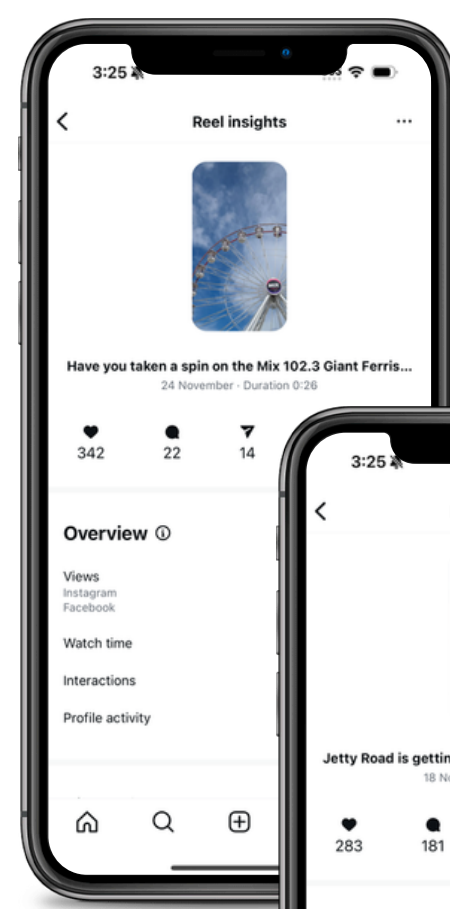 3:25
Reel insights
Have you taken a spin on the Mix 102.3 Giant Ferris...
24 November · Duration 0:26
342
22
14
Overview
Views
Instagram
Facebook
Watch time
Interactions
Profile activity
3:25
Jetty Road is gettin
18 No
283
181